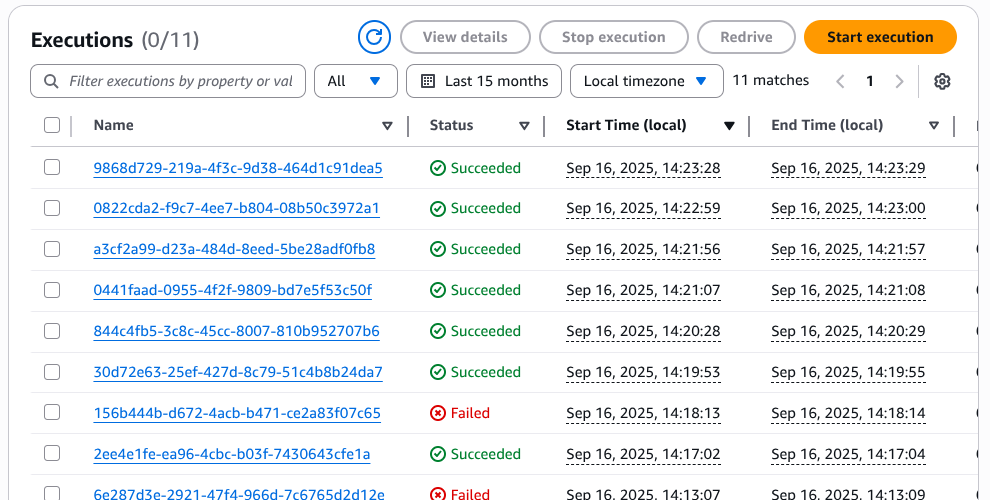 Executions (0/11) View details Stop execution Redrive Start execution
Filter executions by property or val All Last 15 months Local timezone 11 matches 1
Name Status Start Time (local) End Time (local)
9868d729-219a-4f3c-9d38-464d1c91dea5 Succeeded Sep 16, 2025, 14:23:28 Sep 16, 2025, 14:23:29
0822cda2-f9c7-4ee7-b804-08b50c3972a1 Succeeded Sep 16, 2025, 14:22:59 Sep 16, 2025, 14:23:00
a3cf2a99-d23a-484d-8eed-5be28adf0fb8 Succeeded Sep 16, 2025, 14:21:56 Sep 16, 2025, 14:21:57
0441faad-0955-4f2f-9809-bd7e5f53c50f Succeeded Sep 16, 2025, 14:21:07 Sep 16, 2025, 14:21:08
844c4fb5-3c8c-45cc-8007-810b952707b6 Succeeded Sep 16, 2025, 14:20:28 Sep 16, 2025, 14:20:29
30d72e63-25ef-427d-8c79-51c4b8b24da7 Succeeded Sep 16, 2025, 14:19:53 Sep 16, 2025, 14:19:55
156b444b-d672-4acb-b471-ce2a83f07c65 Failed Sep 16, 2025, 14:18:13 Sep 16, 2025, 14:18:14
2ee4e1fe-ea96-4cbc-b03f-7430643cfe1a Succeeded Sep 16, 2025, 14:17:02 Sep 16, 2025, 14:17:04
6e287d3e-2921-47f4-966d-7c6765d2d12e Failed Sep 16, 2025, 14:13:07 Sep 16, 2025, 14:13:09